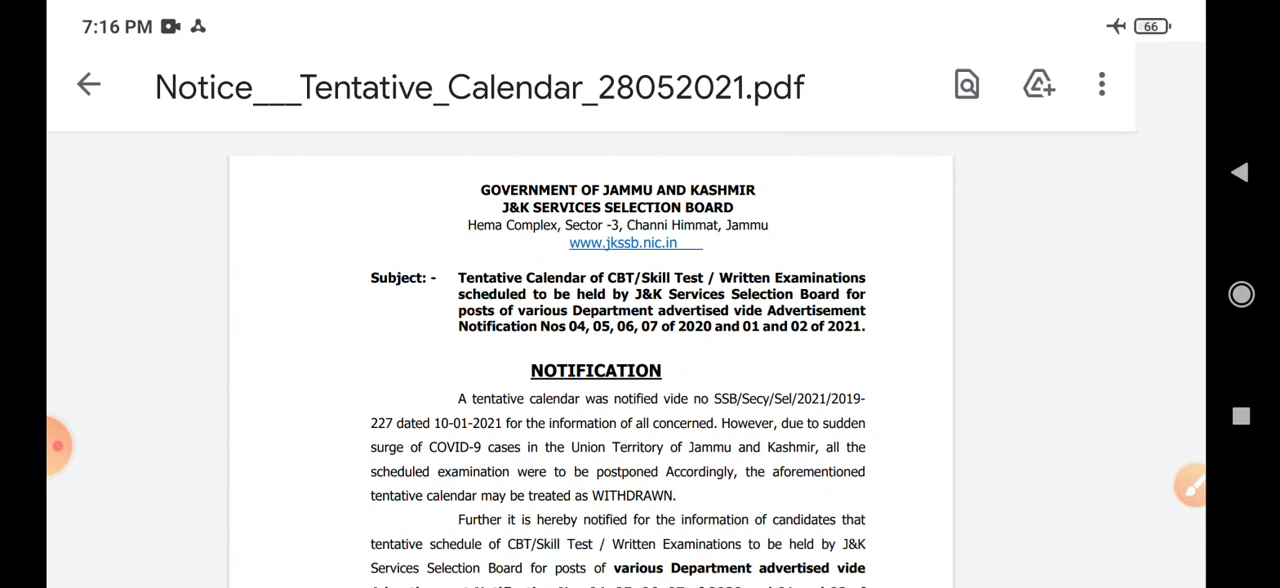 7:16 PM
66
Notice___Tentative_Calendar_28052021.pdf
GOVERNMENT OF JAMMU AND KASHMIR
J&K SERVICES SELECTION BOARD
Hema Complex, Sector -3, Channi Himmat, Jammu
www.jkssb.nic.in
Subject: - Tentative Calendar of CBT/Skill Test / Written Examinations
scheduled to be held by J&K Services Selection Board for
posts of various Department advertised vide Advertisement
Notification Nos 04, 05, 06, 07 of 2020 and 01 and 02 of 2021.
NOTIFICATION
A tentative calendar was notified vide no SSB/Secy/Sel/2021/2019-
227 dated 10-01-2021 for the information of all concerned. However, due to sudden
surge of COVID-9 cases in the Union Territory of Jammu and Kashmir, all the
scheduled examination were to be postponed Accordingly, the aforementioned
tentative calendar may be treated as WITHDRAWN.
Further it is hereby notified for the information of candidates that
tentative schedule of CBT/Skill Test / Written Examinations to be held by J&K
Services Selection Board for posts of various Department advertised vide